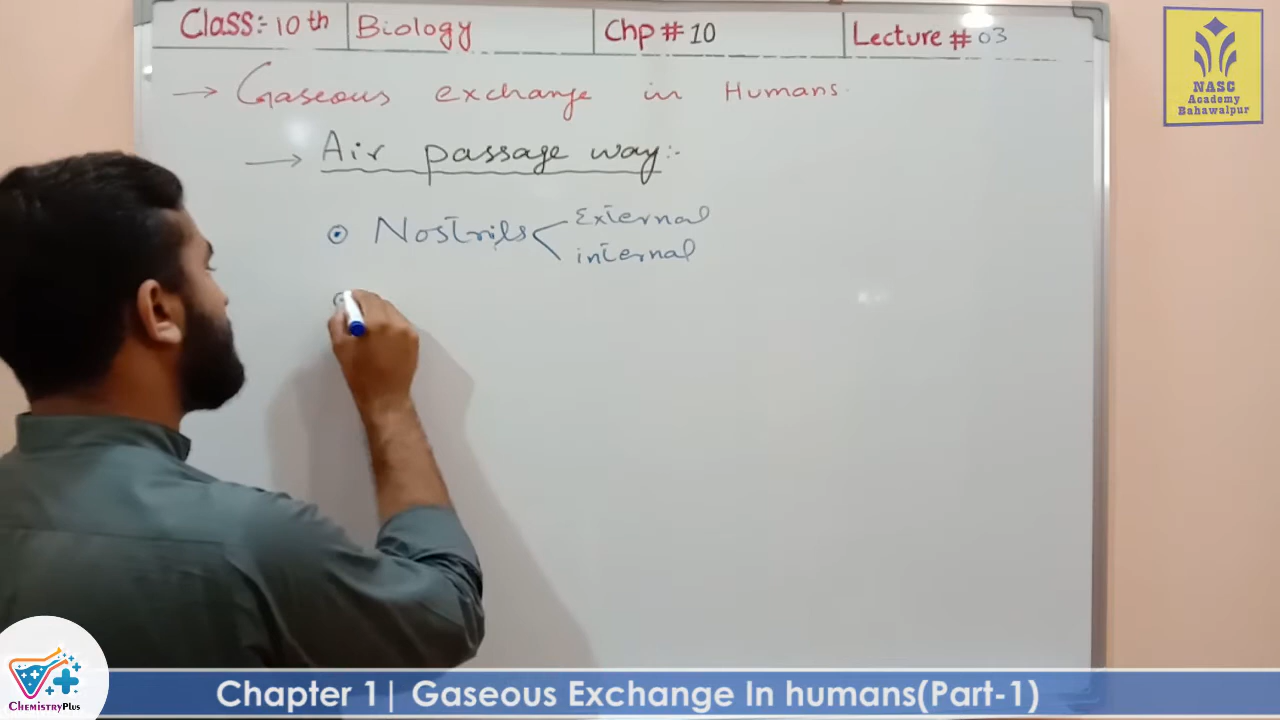 Class:- 10th Biology Chp # 10 Lecture # 03
→ Gaseous exchange in Humans.
→ Air passage way:-
Nostrils External
internal
NASC
Academy
Bahawalpur
CHEMISTRYPLUS
Chapter 1| Gaseous Exchange In humans(Part-1)